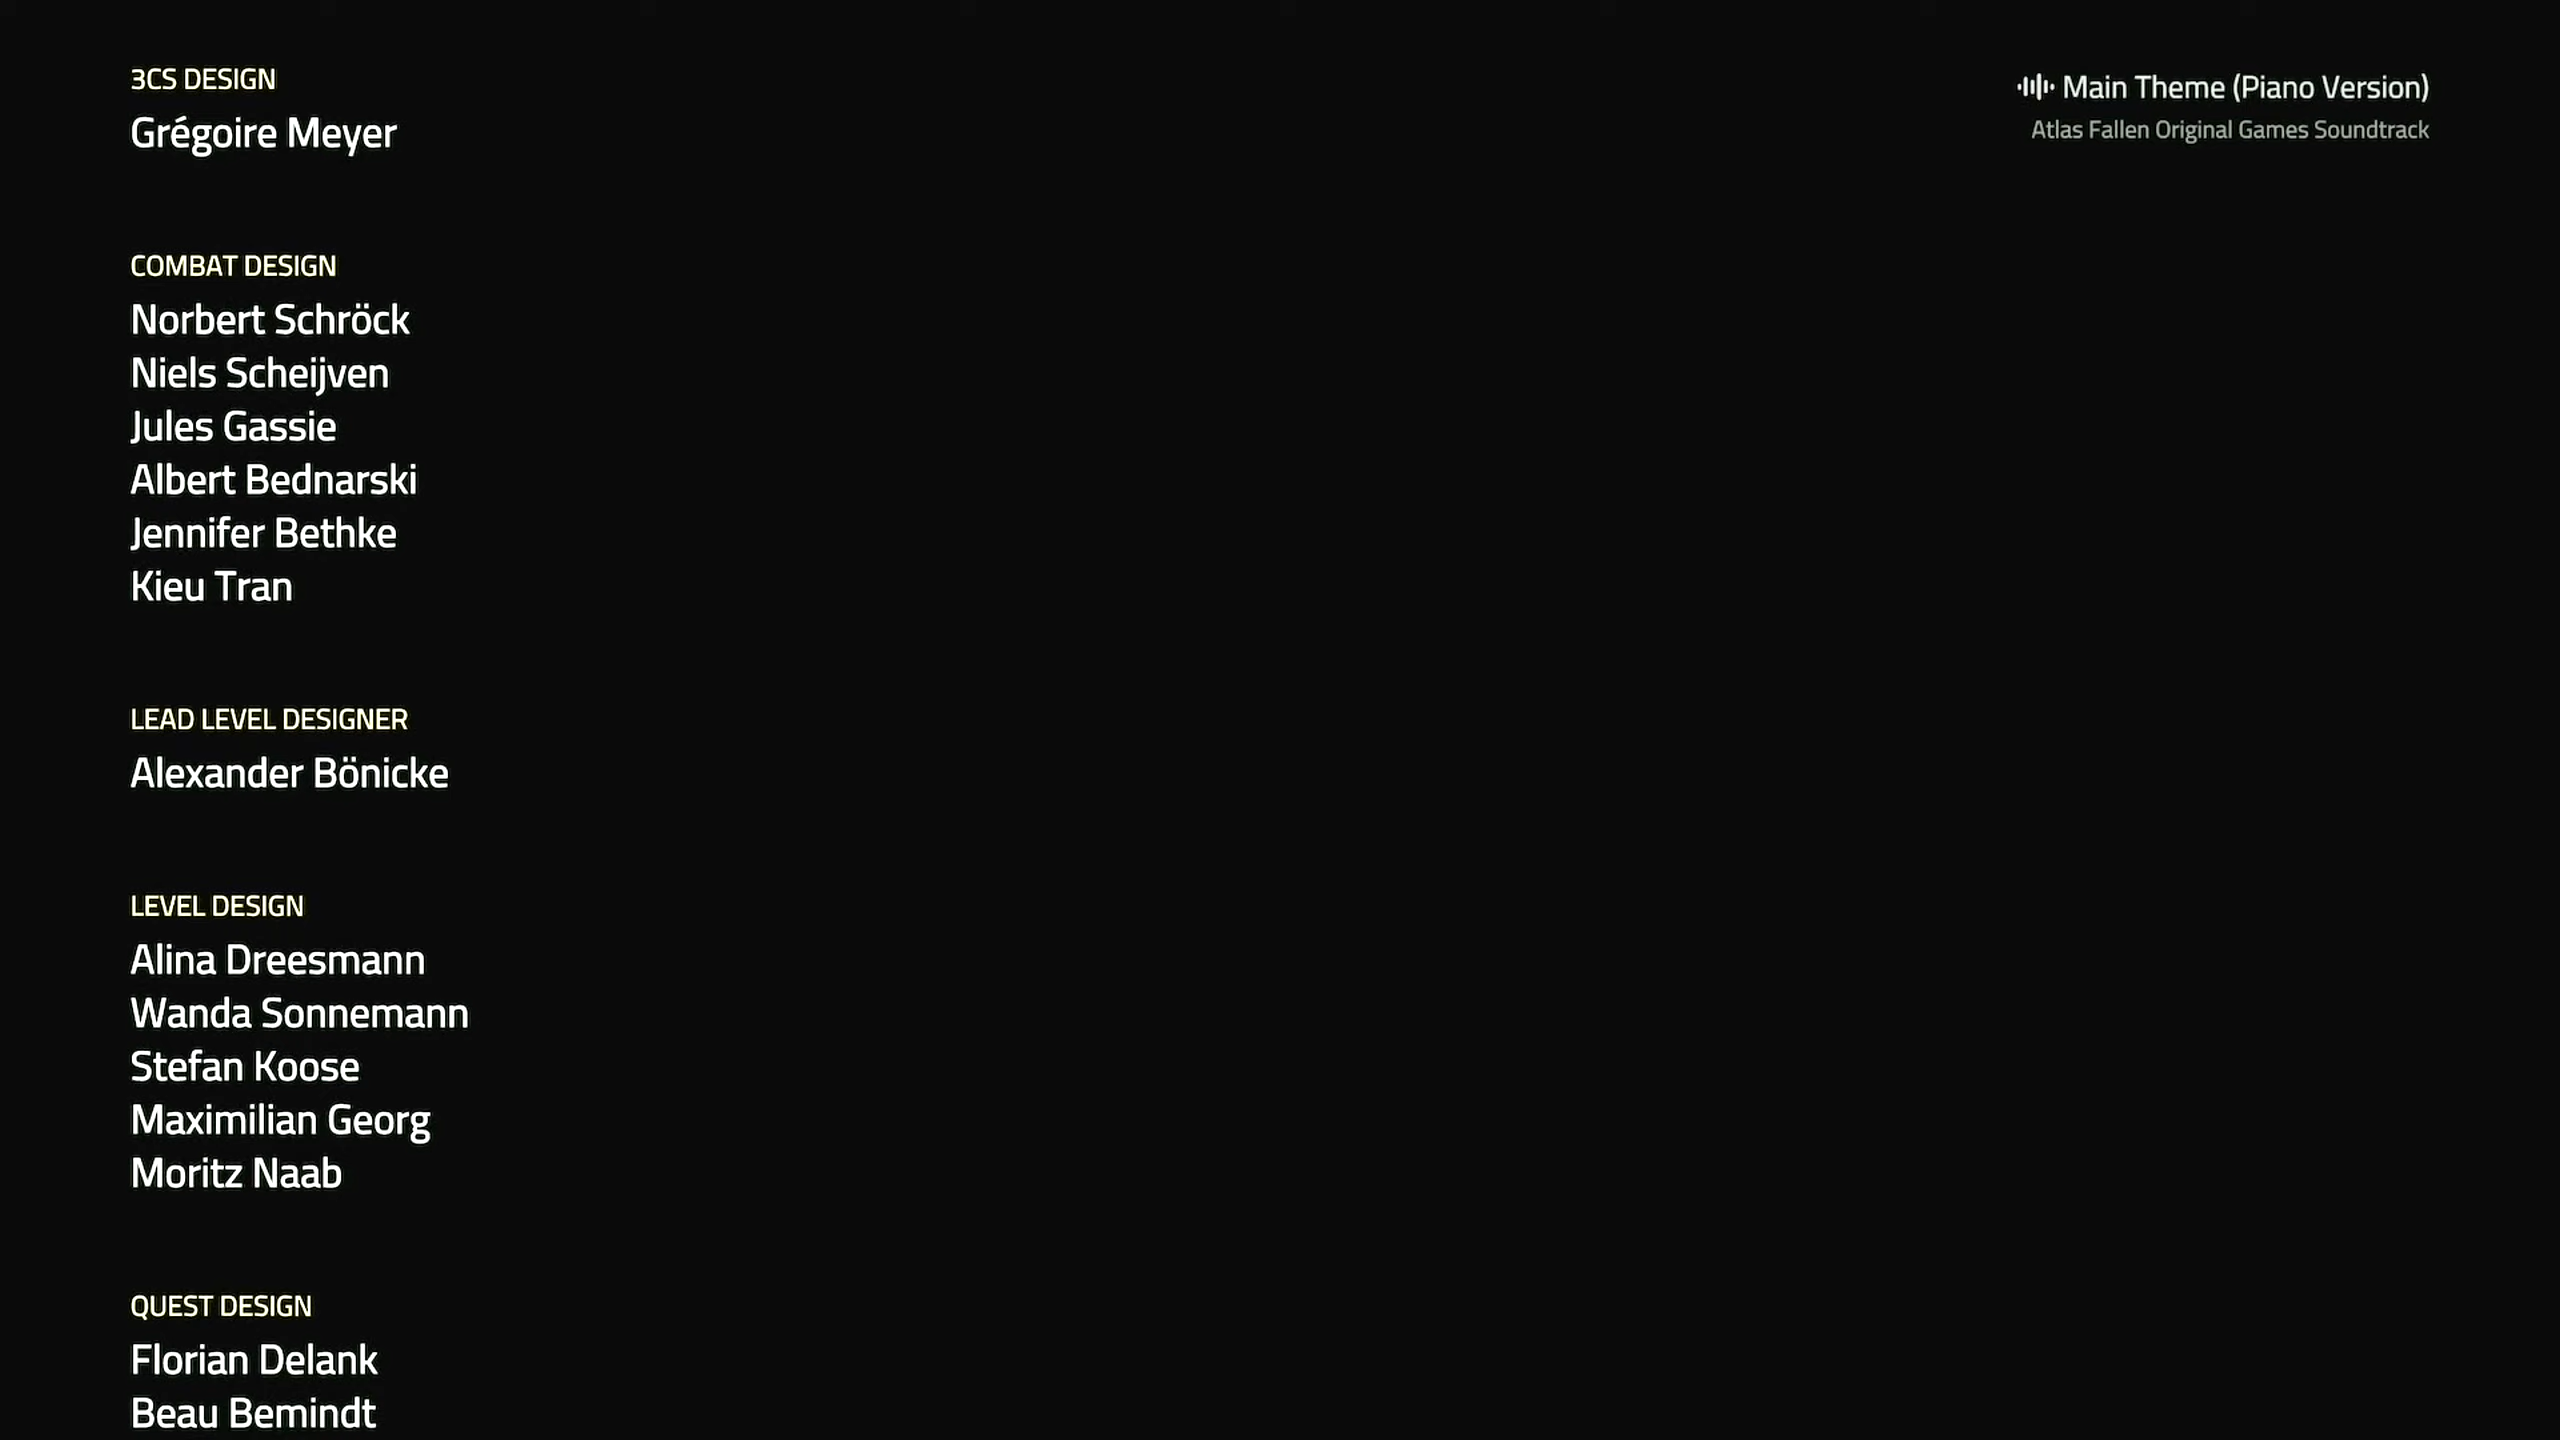 3CS DESIGN
Grégoire Meyer
COMBAT DESIGN
Norbert Schröck
Niels Scheijven
Jules Gassie
Albert Bednarski
Jennifer Bethke
Kieu Tran
LEAD LEVEL DESIGNER
Alexander Bönicke
LEVEL DESIGN
Alina Dreesmann
Wanda Sonnemann
Stefan Koose
Maximilian Georg
Moritz Naab
QUEST DESIGN
Florian Delank
Beau Bemindt
Main Theme (Piano Version)
Atlas Fallen Original Games Soundtrack